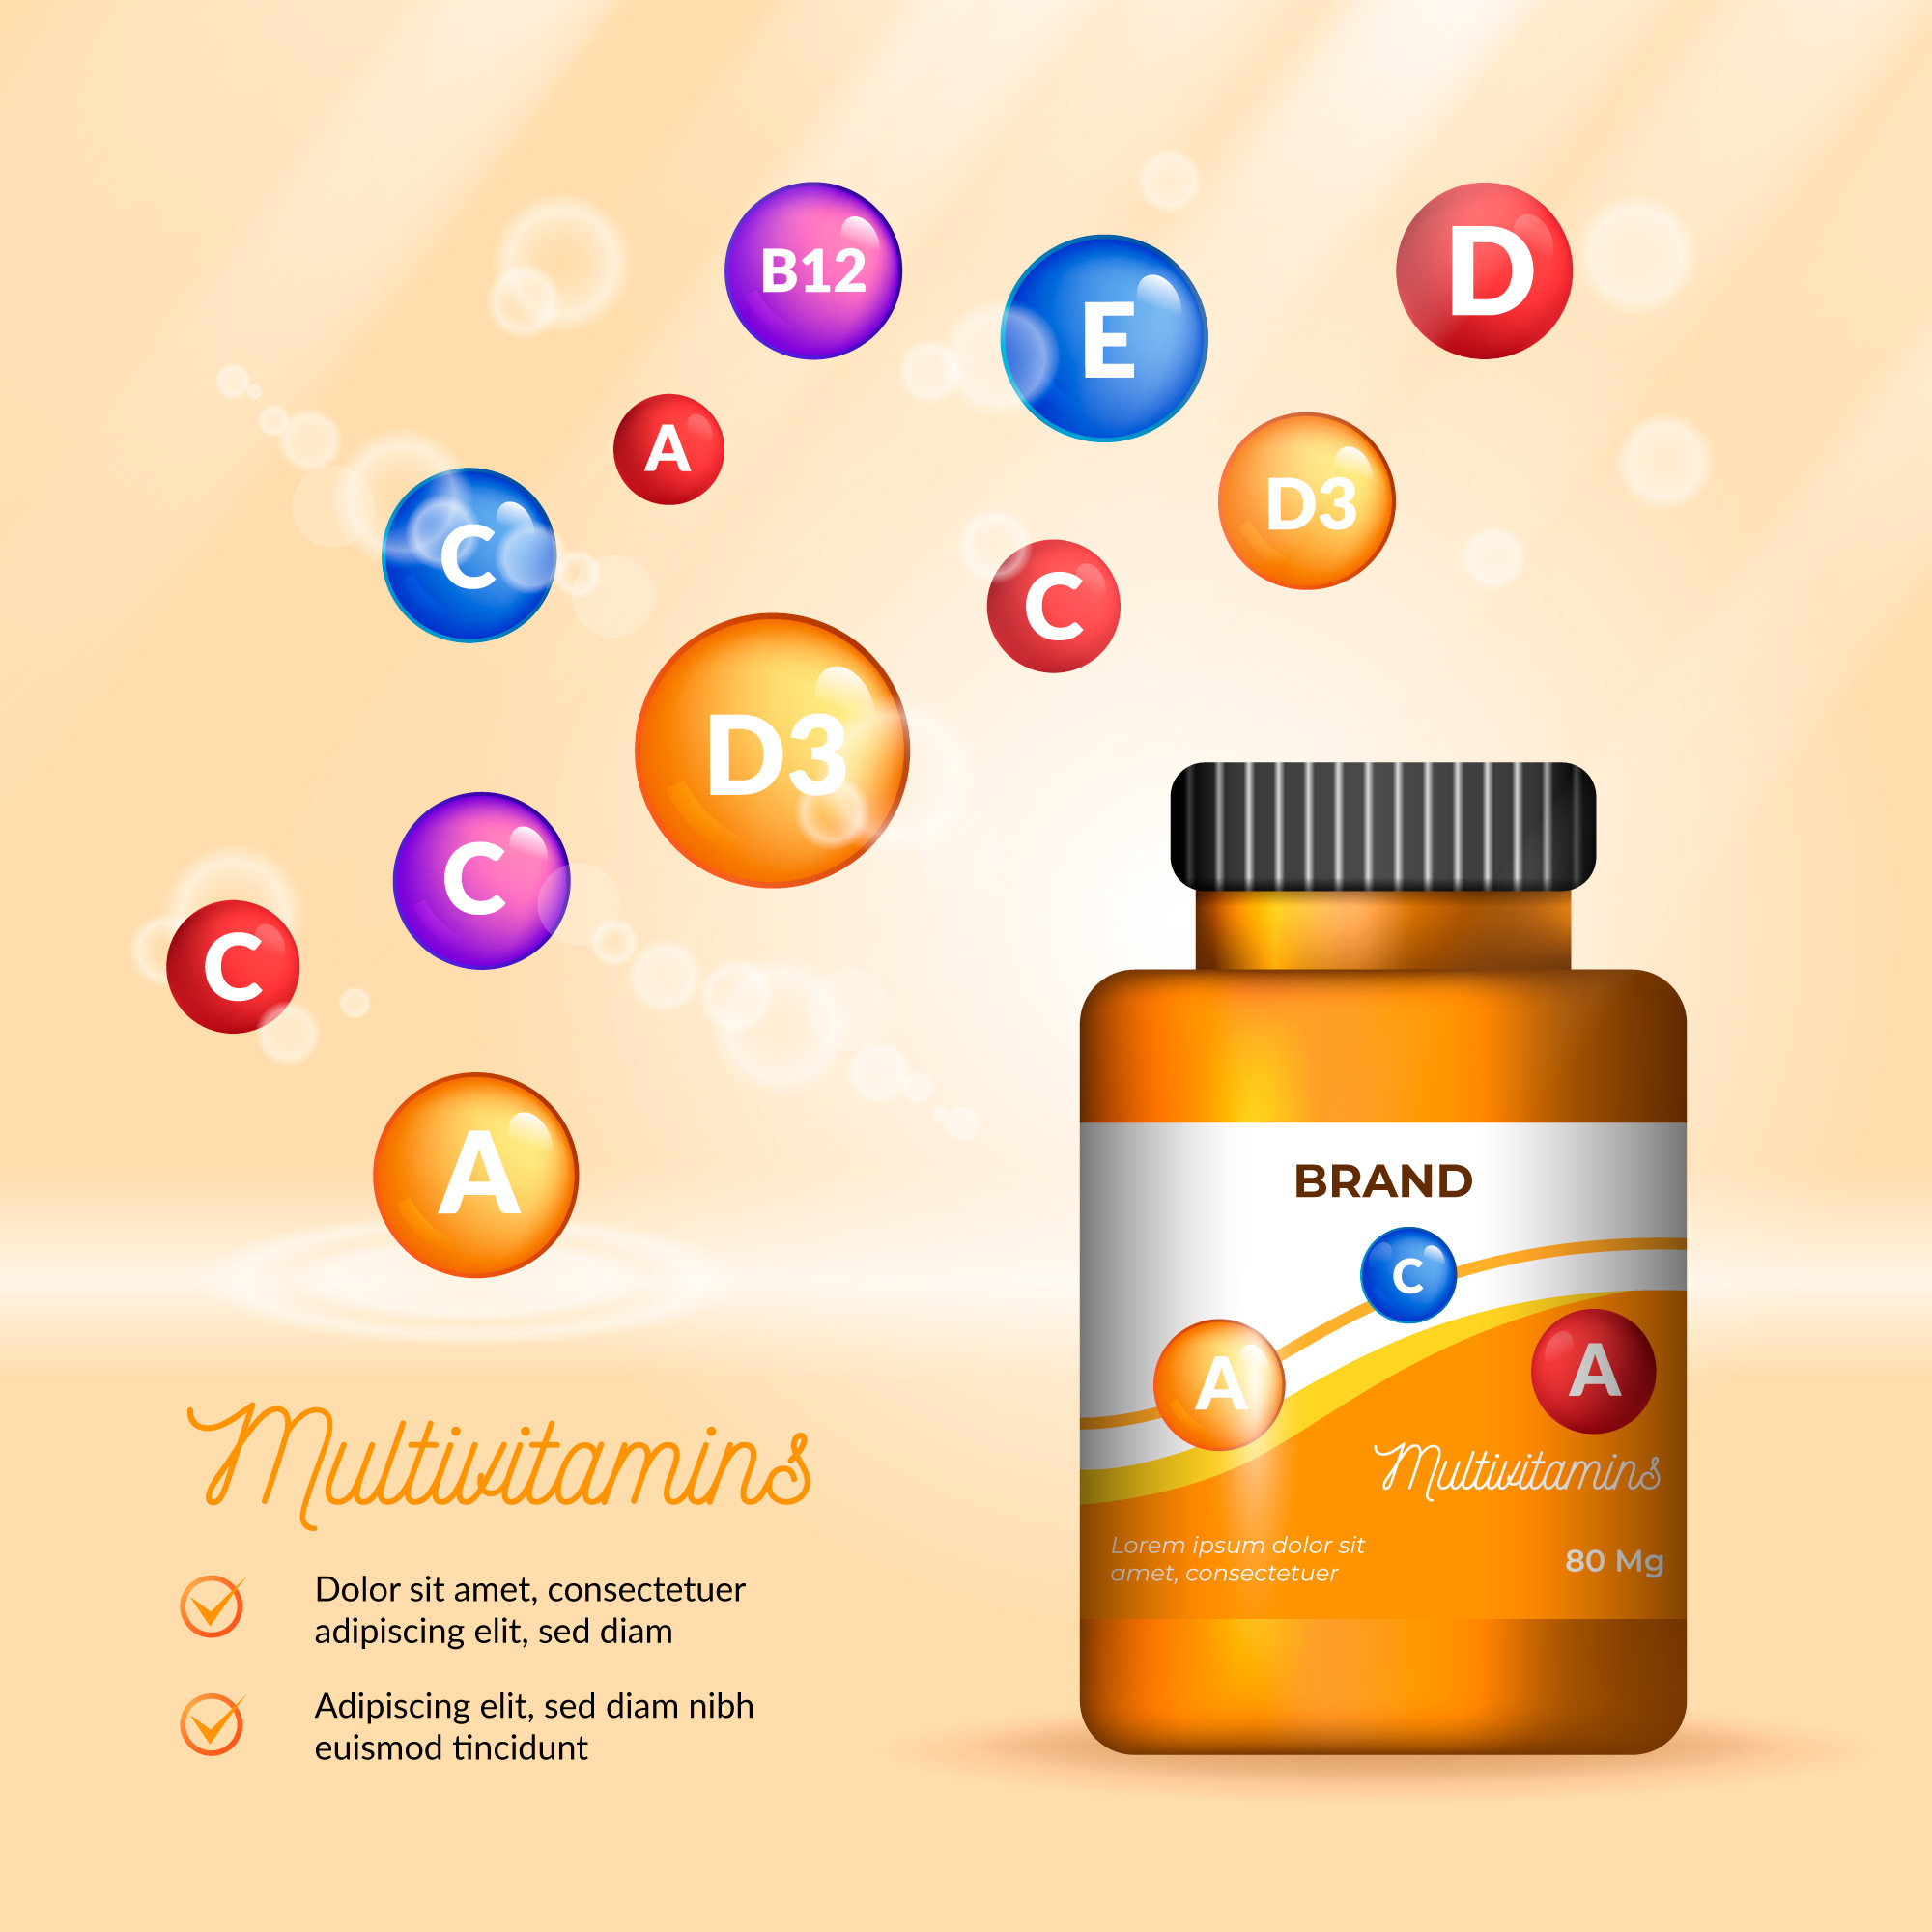 B12
E
D
A
D3
C
C
D3
C
C
A
BRAND
C
A
A
Multivitamins
Lorem ipsum dolor sit
amet, consectetuer
80 Mg
Multivitamins
Dolor sit amet, consectetuer
adipiscing elit, sed diam
Adipiscing elit, sed diam nibh
euismod tincidunt